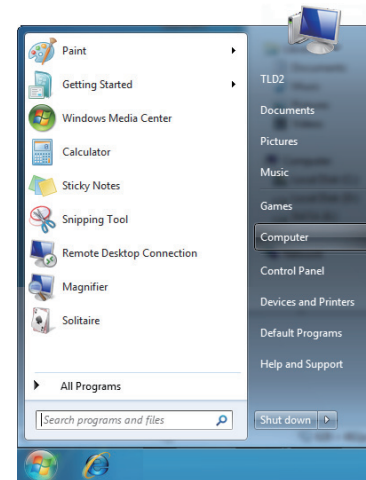 Paint
Getting Started
Windows Media Center
Calculator
Sticky Notes
Snipping Tool
Remote Desktop Connection
Magnifier
Solitaire
All Programs
Search programs and files
TLD2
Documents
Pictures
Music
Games
Computer
Control Panel
Devices and Printers
Default Programs
Help and Support
Shut down